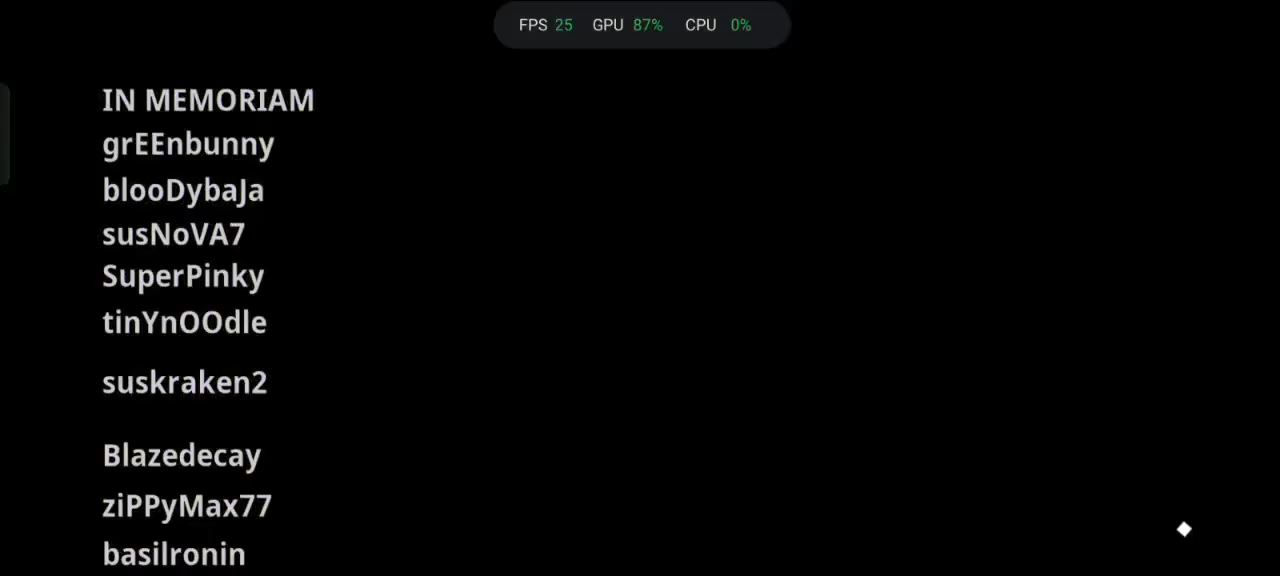 FPS 25 GPU 87% CPU 0%
IN MEMORIAM
grEEnbunny
blooDybaJa
susNoVA7
SuperPinky
tinYnOOdle
suskraken2
Blazedecay
ziPPyMax77
basilronin